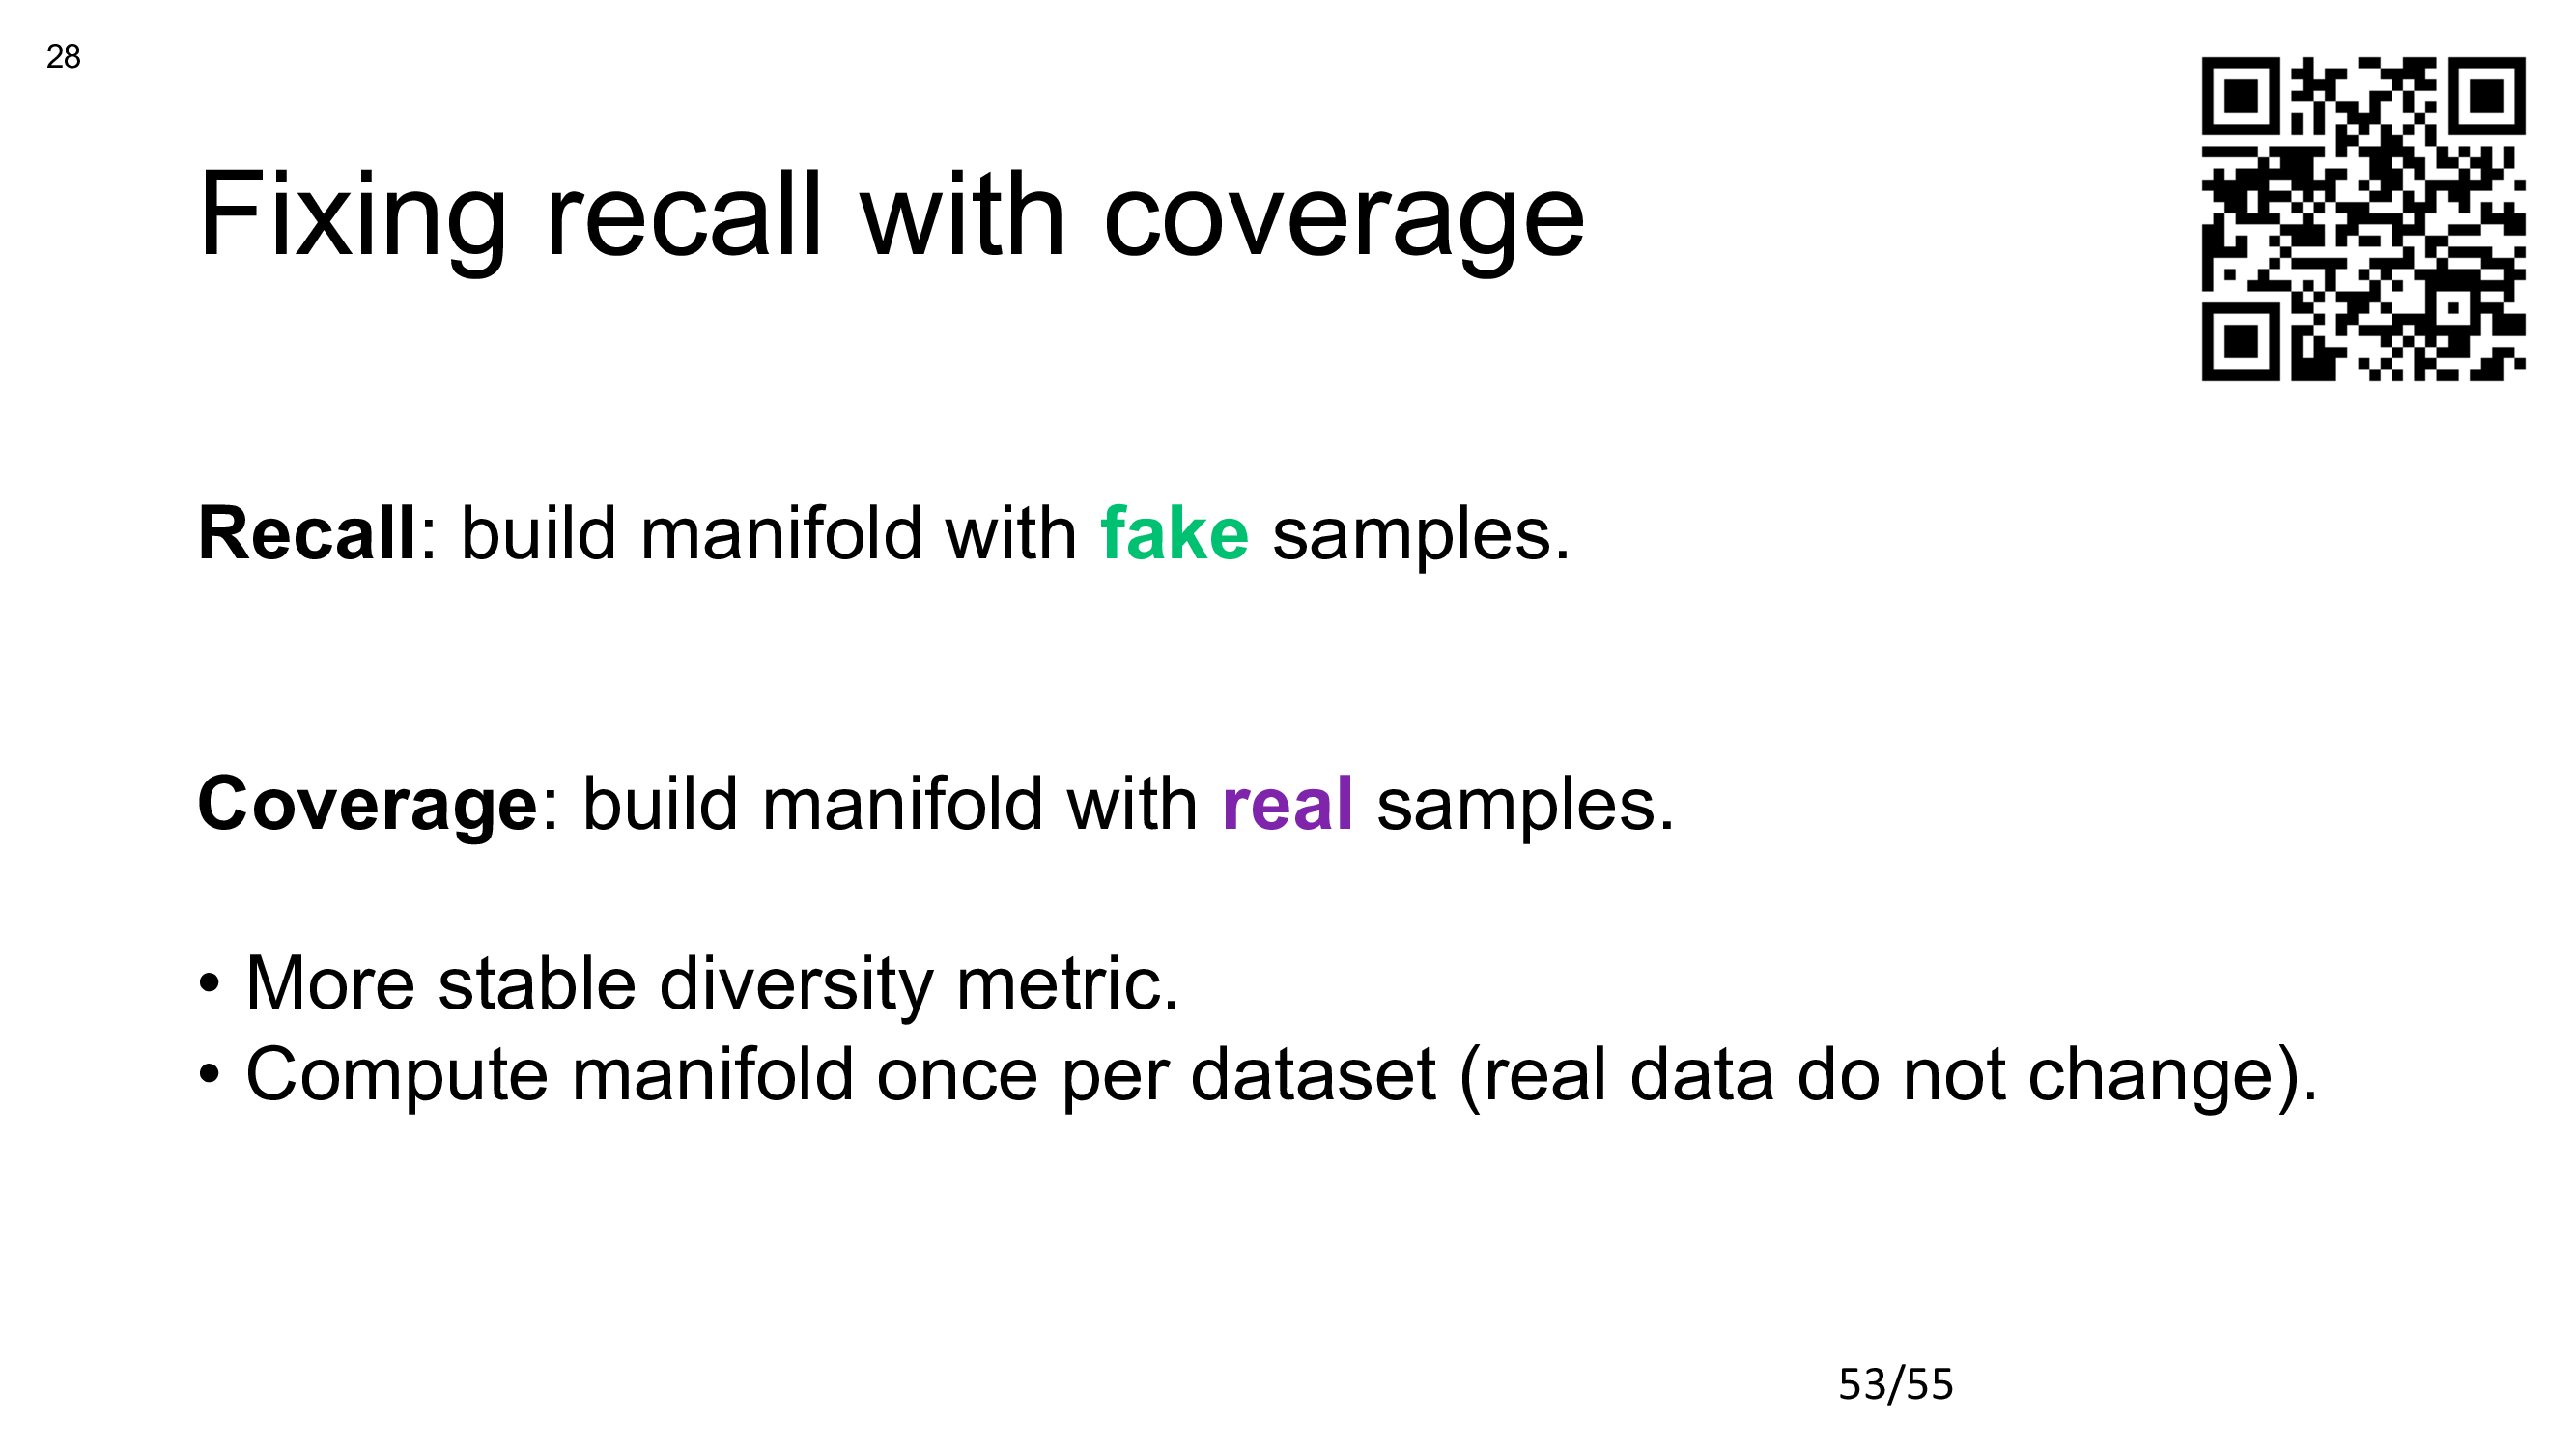 28
Fixing recall with coverage
Recall: build manifold with fake samples.
Coverage: build manifold with real samples.
• More stable diversity metric.
• Compute manifold once per dataset (real data do not change).
53/55